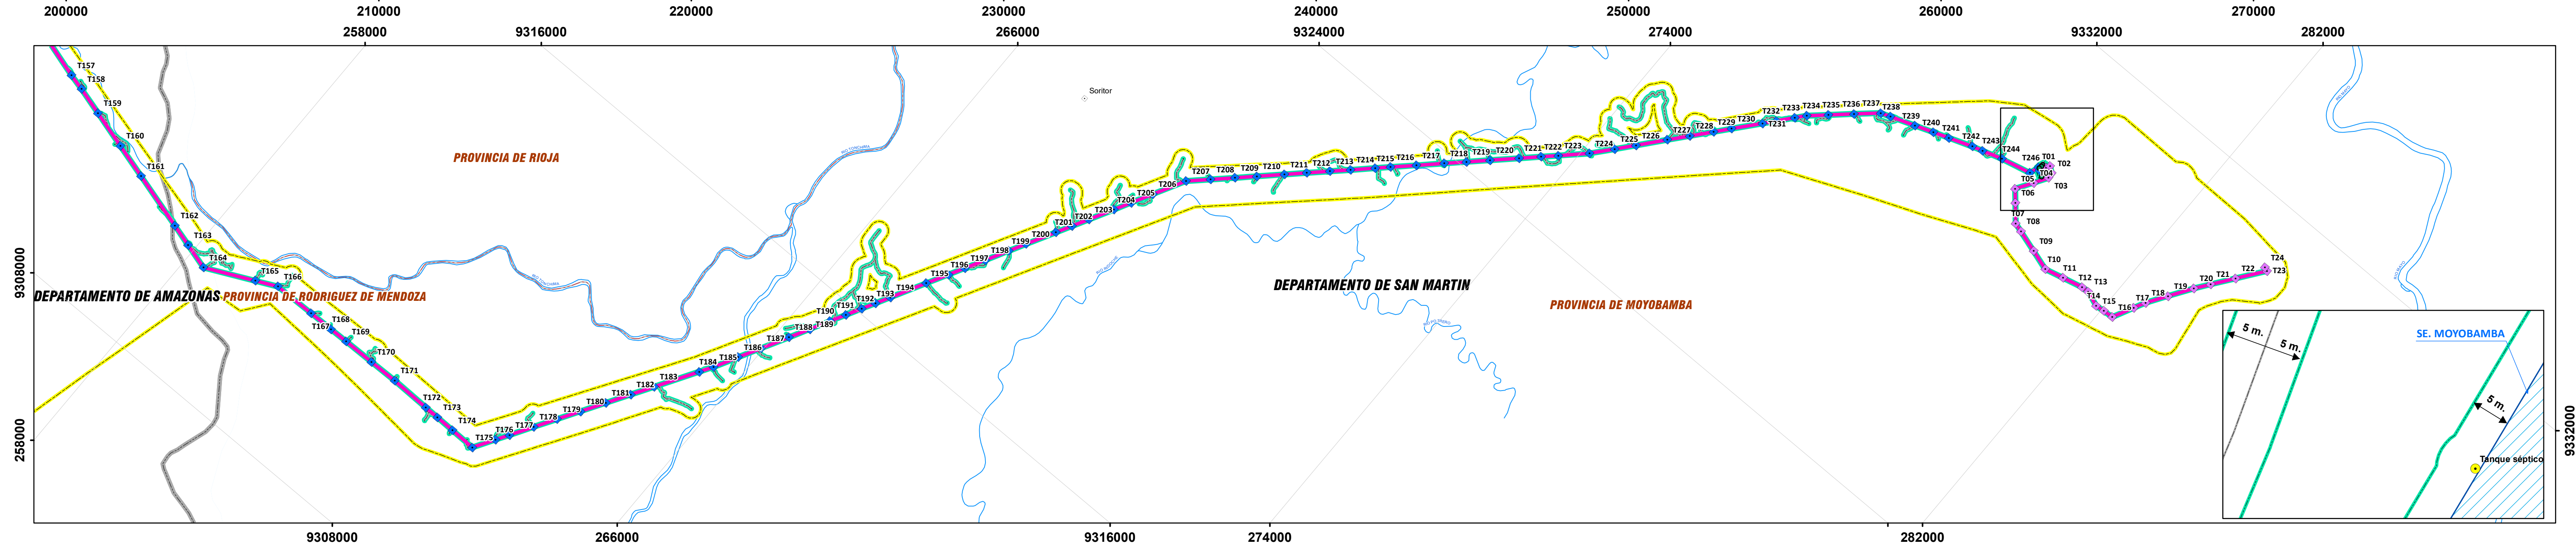 200000
210000
220000
230000
240000
250000
260000
270000
258000
9316000
266000
9324000
274000
9332000
282000
T157
T158
T159
T160
T161
T162
T163
T164
T165
T166
T167
T168
T169
T170
T171
T172
T173
T174
T175
T176
T177
T178
T179
T180
T181
T182
T183
T184
T185
T186
T187
T188
T189
T190
T191
T192
T193
T194
T195
T196
T197
T198
T199
T200
T201
T202
T203
T204
T205
T206
T207
T208
T209
T210
T211
T212
T213
T214
T215
T216
T217
T218
T219
T220
T221
T222
T223
T224
T225
T226
T227
T228
T229
T230
T231
T232
T233
T234
T235
T236
T237
T238
T239
T240
T241
T242
T243
T244
T246
T01
T02
T03
T04
T05
T06
T07
T08
T09
T10
T11
T12
T13
T14
T15
T16
T17
T18
T19
T20
T21
T22
T23
T24
Soritor
PROVINCIA DE RIOJA
DEPARTAMENTO DE AMAZONAS
PROVINCIA DE RODRIGUEZ DE MENDOZA
DEPARTAMENTO DE SAN MARTIN
PROVINCIA DE MOYOBAMBA
5 m.
5 m.
5 m.
SE. MOYOBAMBA
Tanque séptico
9308000
258000
9332000
9308000
266000
9316000
274000
282000